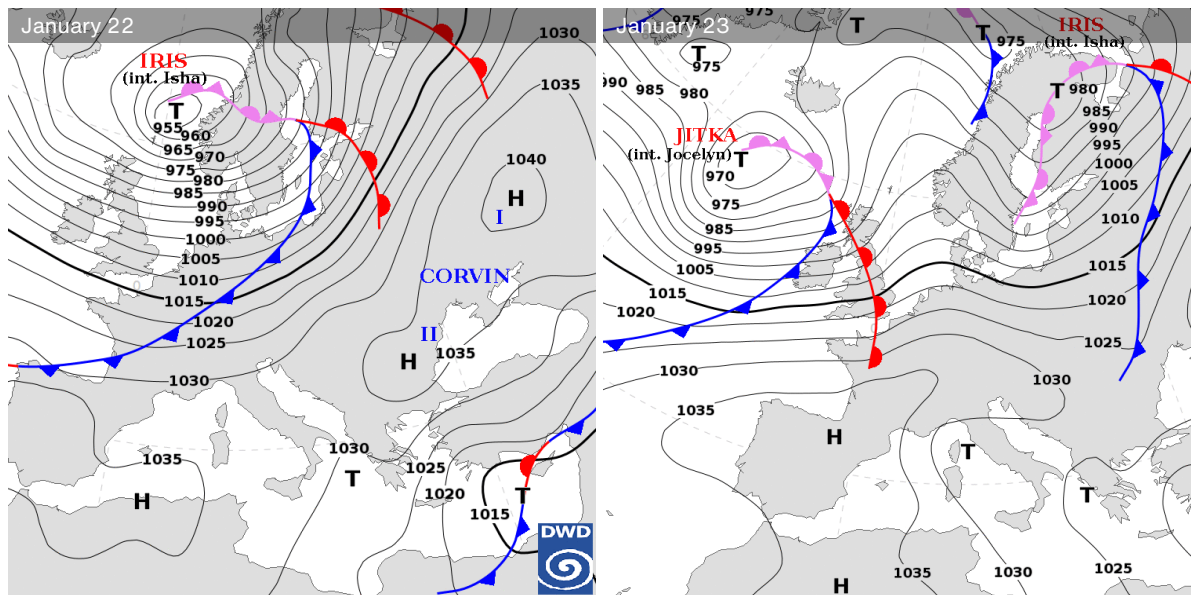 January 22
1030
IRIS
(int. Isha)
1035
T
955
960
965
970
975
980
985
990
995
1000
1005
1010
1015
1020
1025
1030
1040
H
I
CORVIN
II
H
1035
1030
1035
H
T
1025
1020
T
1015
DWD
January 23
975
975
T
T
975
IRIS
(int. Isha)
T
975
990
985
980
T
980
985
990
995
1000
1005
1010
1015
1020
1025
1030
JITKA
(int. Jocelyn)
T
970
975
985
995
1005
1015
1020
1030
1035
H
T
T
H
1035
1030
1025